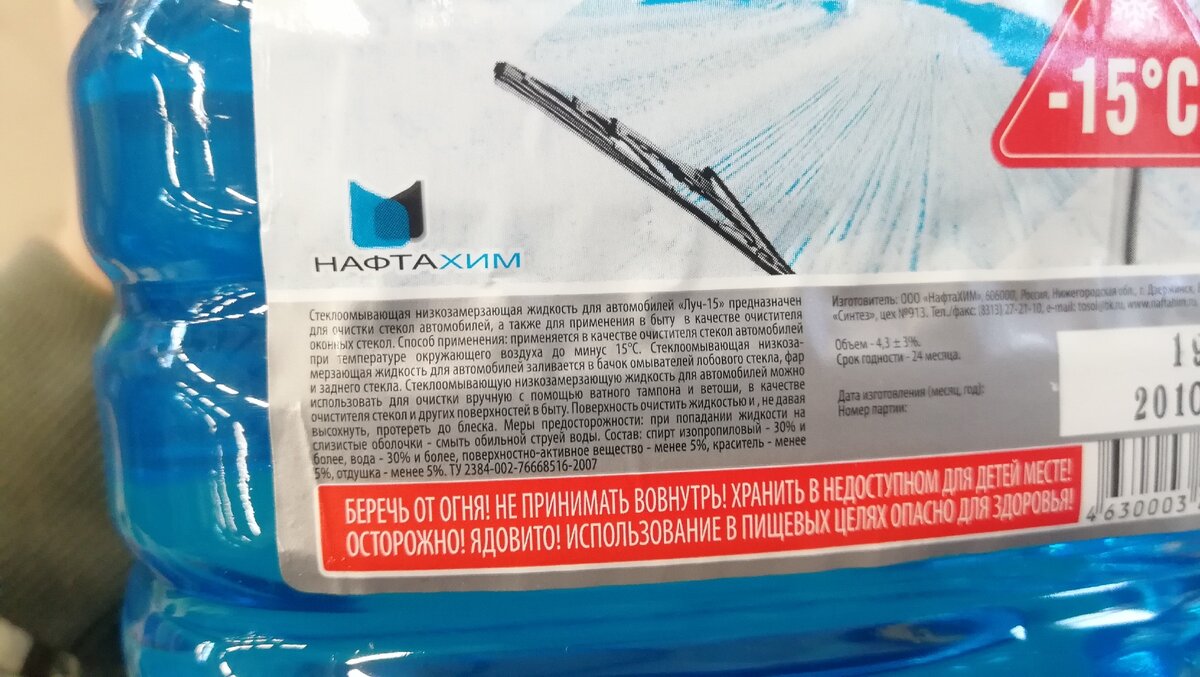 -15°С
НАФТАХИМ
Стеклоомывающая низкозамерзающая жидкость для автомобилей «Луч-15» предназначен
для очистки стекол автомобилей, а также для применения в быту в качестве очистителя
оконных стекол. Способ применения: применяется в качестве очистителя стекол автомобилей
при температуре окружающего воздуха до минус 15°С. Стеклоомывающая низкоза-
мерзающая жидкость для автомобилей заливается в бачок омывателей лобового стекла, фар
и заднего стекла. Стеклоомывающую низкозамерзающую жидкость для автомобилей можно
использовать для очистки вручную с помощью ватного тампона и ветоши, в качестве
очистителя стекол и других поверхностей в быту. Поверхность очистить жидкостью и , не давая
высохнуть, протереть до блеска. Меры предосторожности: при попадании жидкости на
слизистые оболочки - смыть обильной струей воды. Состав: спирт изопропиловый - 30% и
более, вода - 30% и более, поверхностно-активное вещество - менее 5%, краситель - менее
5%, отдушка - менее 5%. ТУ 2384-002-76668516-2007
Изготовитель: ООО «НафтаХИМ», 606000, Россия, Нижегородская обл., г. Дзержинск,
«Синтез», цех №913. Тел./факс: (8313) 27-21-10, e-mail: tosol@tk.ru, www.naftahim.
Объем - 4,3 ± 3%.
Срок годности - 24 месяца.
Дата изготовления (месяц, год):
Номер партии:
19
2010
БЕРЕЧЬ ОТ ОГНЯ! НЕ ПРИНИМАТЬ ВОВНУТРЬ! ХРАНИТЬ В НЕДОСТУПНОМ ДЛЯ ДЕТЕЙ МЕСТЕ!
ОСТОРОЖНО! ЯДОВИТО! ИСПОЛЬЗОВАНИЕ В ПИЩЕВЫХ ЦЕЛЯХ ОПАСНО ДЛЯ ЗДОРОВЬЯ!
4630003